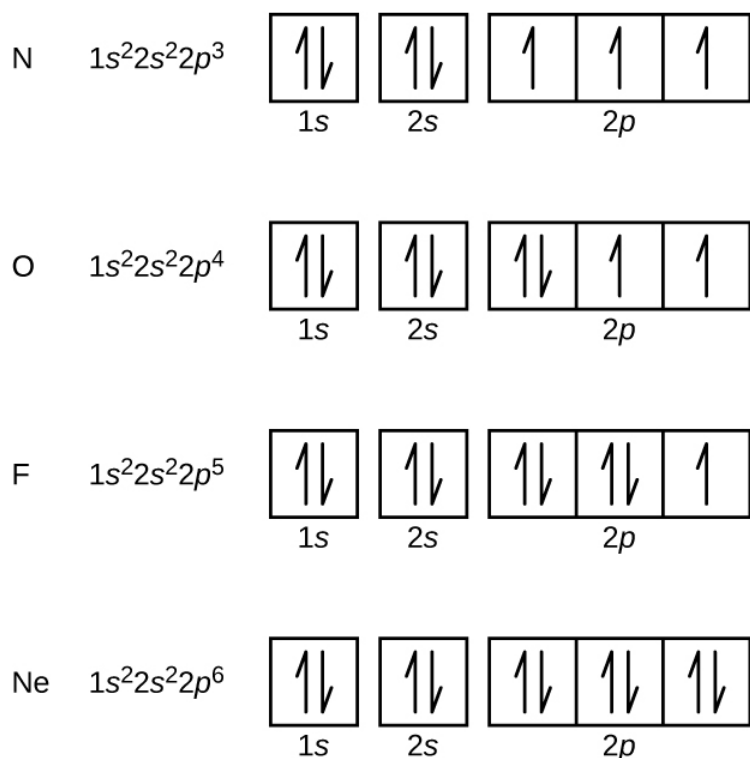 N 1s²2s²2p³
1s 2s 2p
O 1s²2s²2p⁴
1s 2s 2p
F 1s²2s²2p⁵
1s 2s 2p
Ne 1s²2s²2p⁶
1s 2s 2p